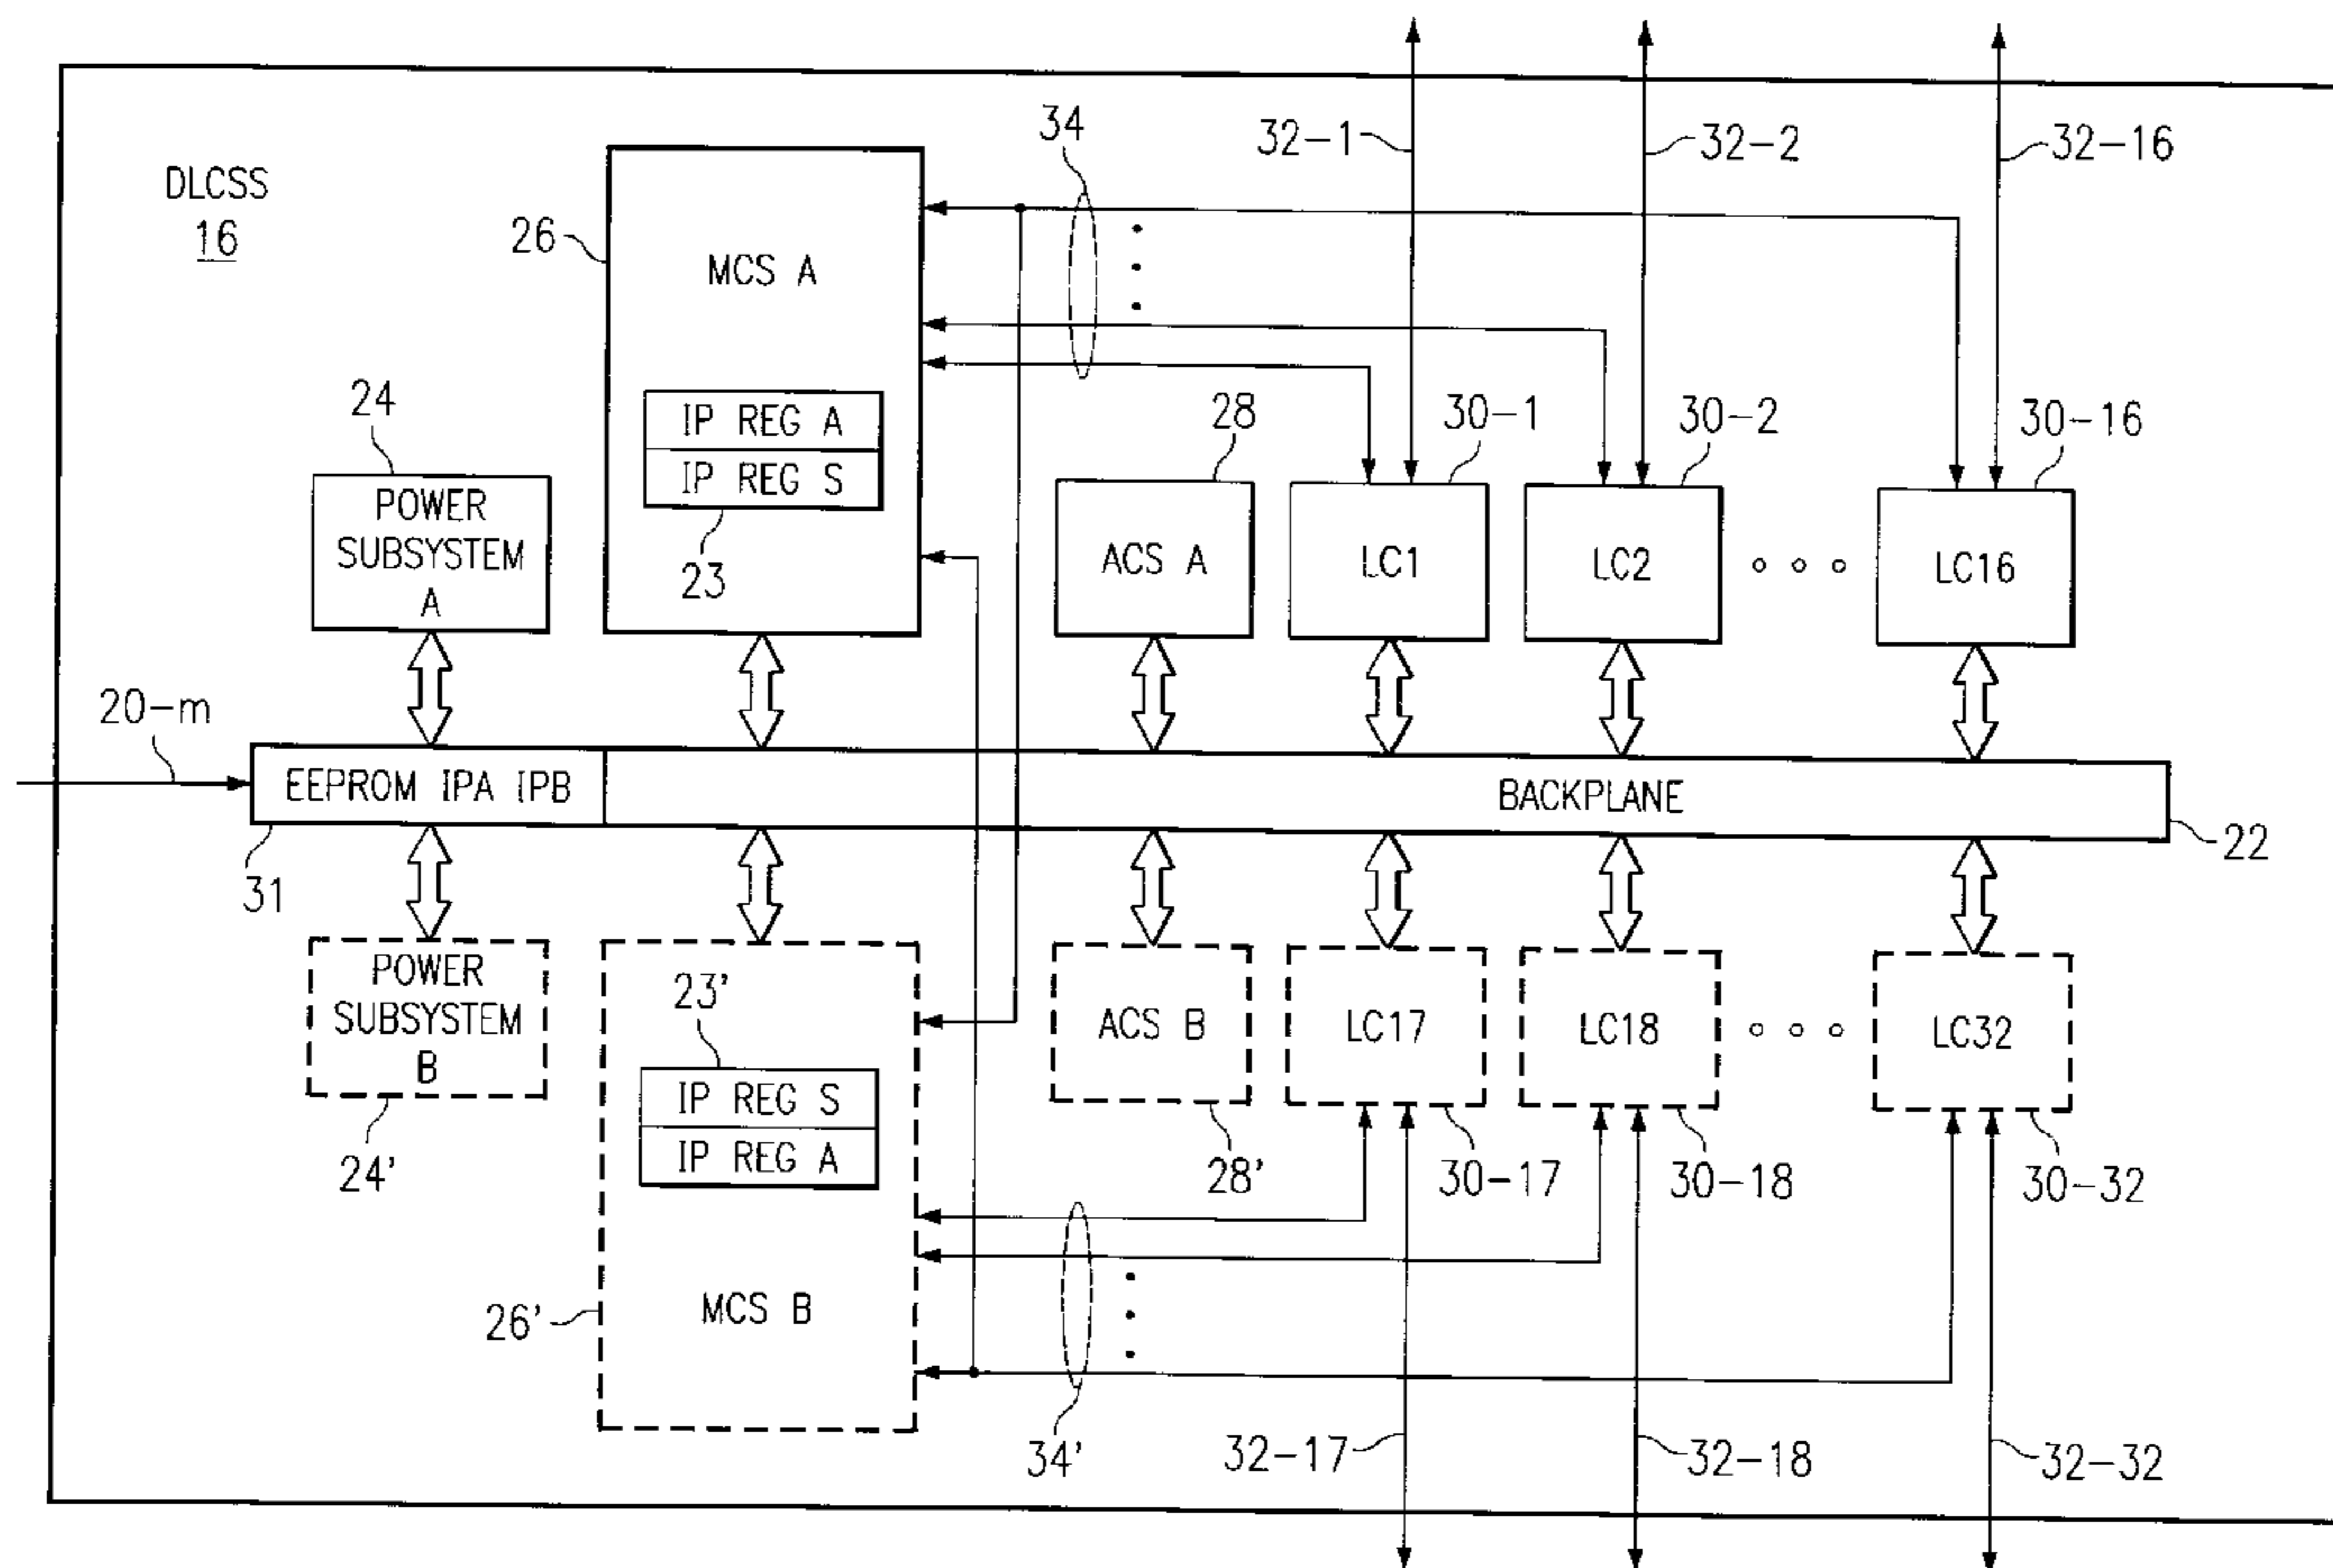 32-1
32-2
32-16
34
DLCSS
16
26
MCS A
IP REG A
IP REG S
23
24
POWER
SUBSYSTEM
A
28
ACS A
30-1
LC1
30-2
LC2
30-16
LC16
20-m
EEPROM IPA IPB
BACKPLANE
31
22
POWER
SUBSYSTEM
B
24'
23'
IP REG S
IP REG A
MCS B
26'
ACS B
28'
LC17
30-17
LC18
30-18
LC32
30-32
34'
32-17
32-18
32-32